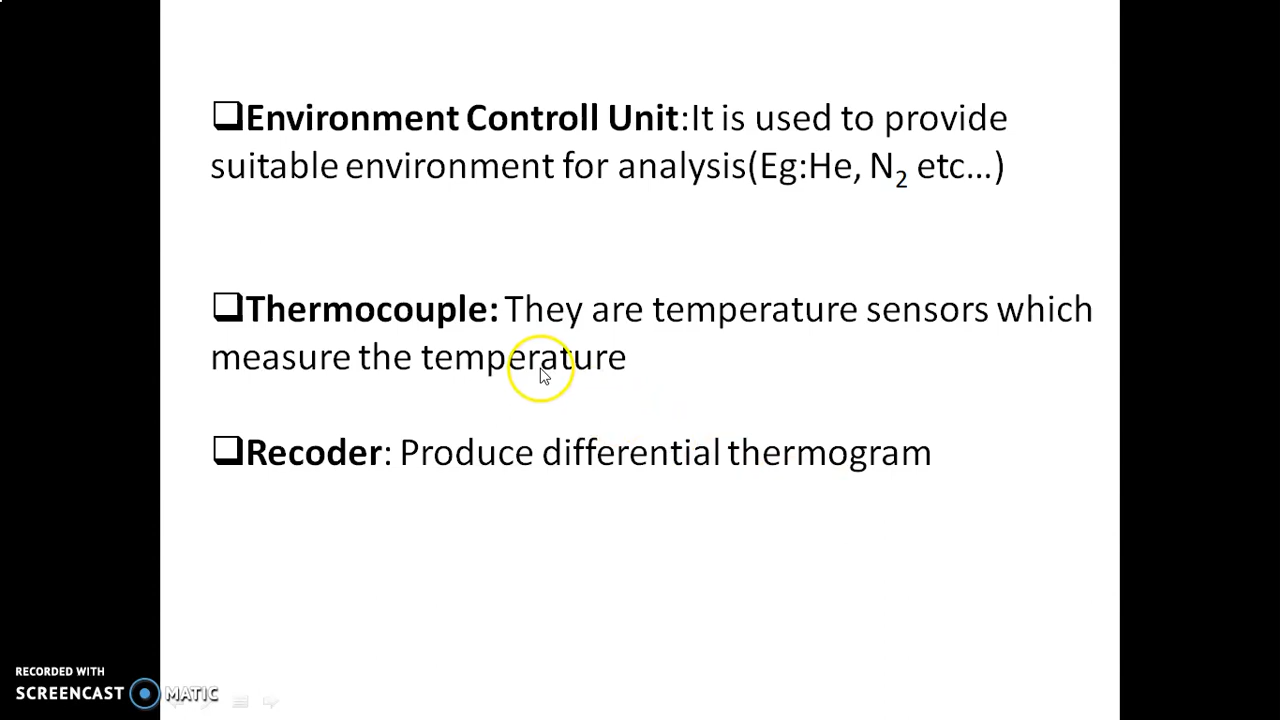 Environment Controll Unit:It is used to provide
suitable environment for analysis(Eg:He, N₂ etc...)
Thermocouple: They are temperature sensors which
measure the temperature
Recoder: Produce differential thermogram
RECORDED WITH
SCREENCAST MATIC